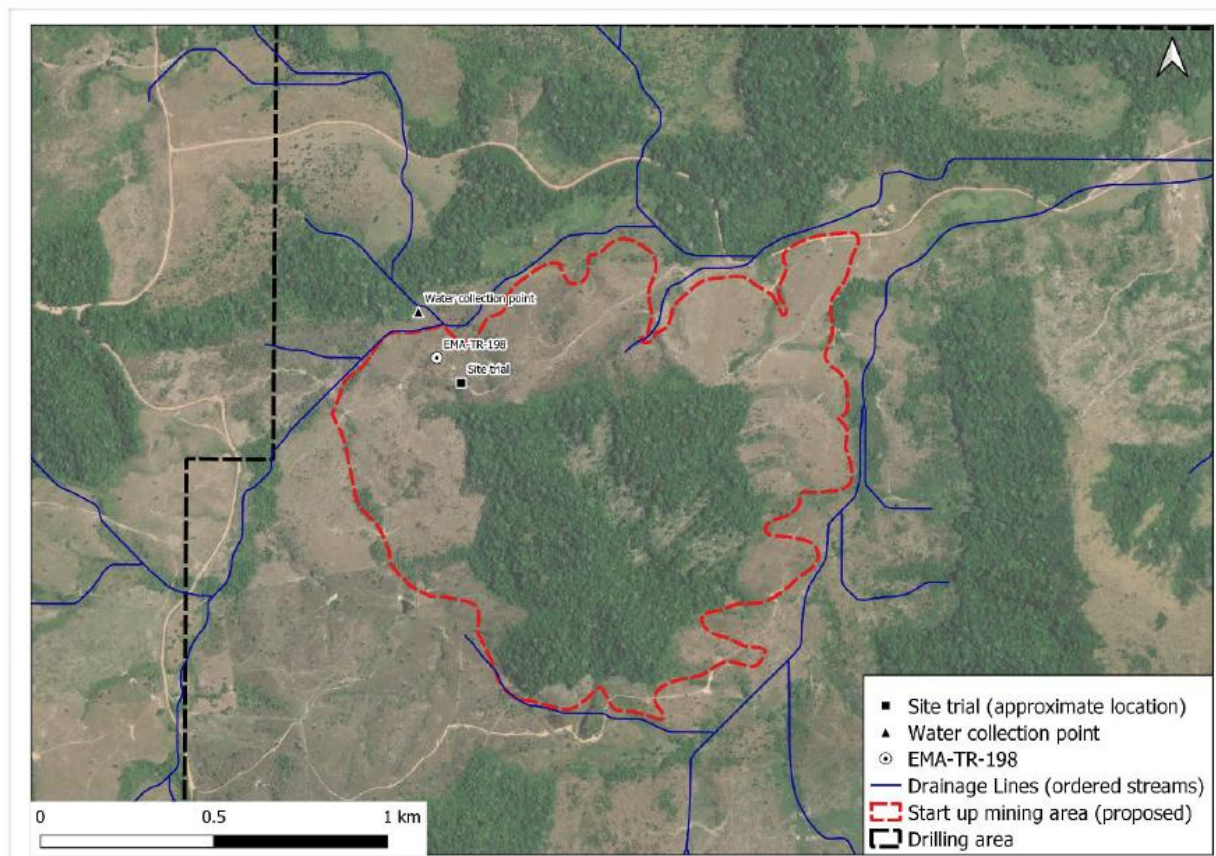 Water collection point
EMA-TR-198
Site trial
Site trial (approximate location)
Water collection point
EMA-TR-198
Drainage Lines (ordered streams)
Start up mining area (proposed)
Drilling area
0 0.5 1 km